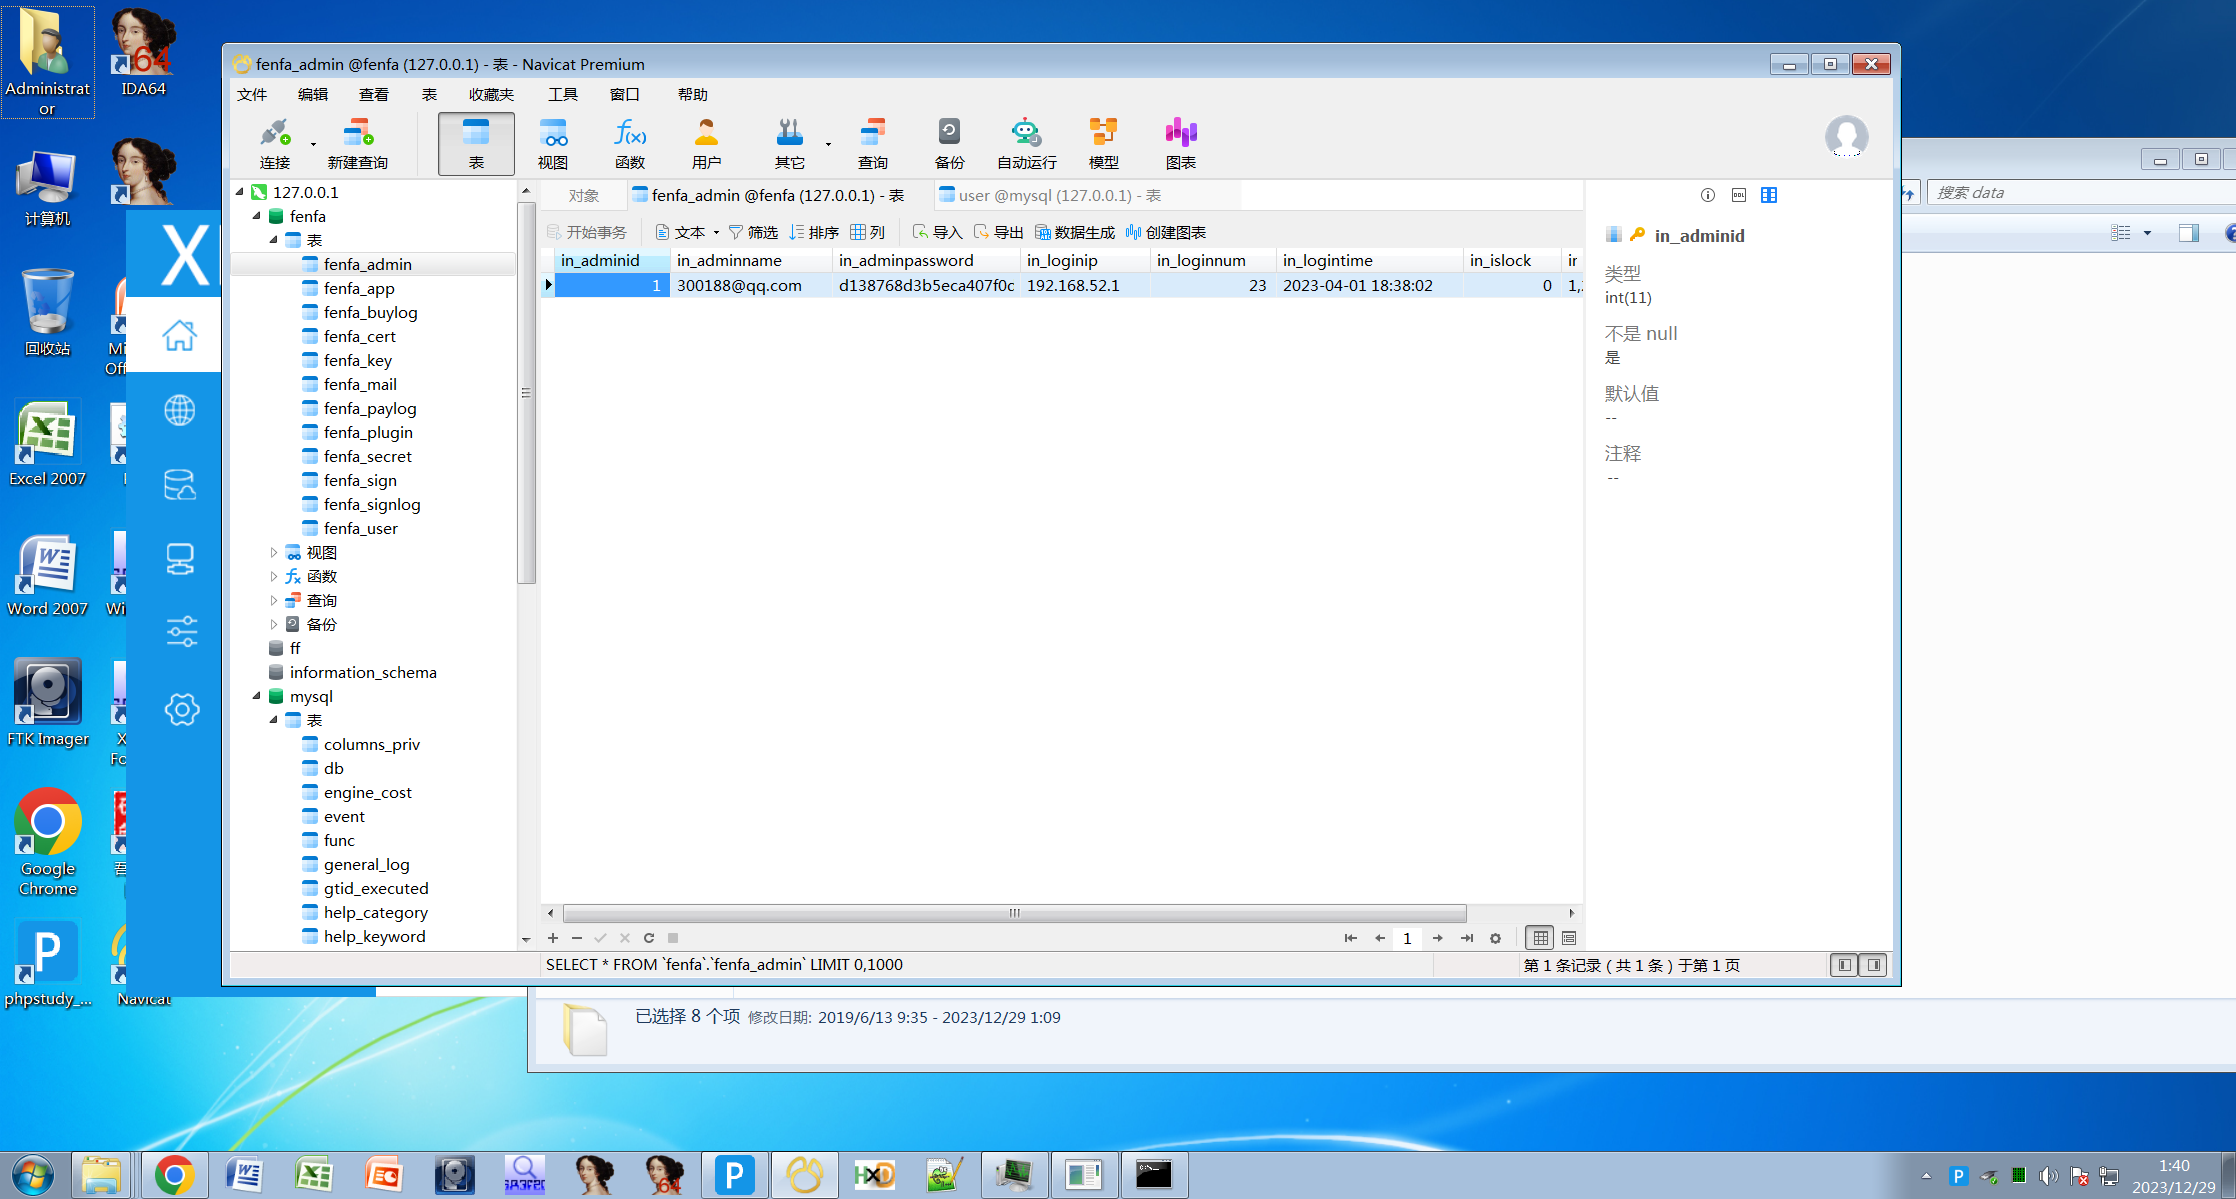 Administrat
or
IDA64
计算机
回收站
Excel 2007
Word 2007
FTK Imager
Google
Chrome
phpstudy_...
Navicat
X
fenfa_admin @fenfa (127.0.0.1) - 表 - Navicat Premium
文件 编辑 查看 表 收藏夹 工具 窗口 帮助
连接 新建查询 表 视图 函数 用户 其它 查询 备份 自动运行 模型 图表
127.0.0.1
fenfa
表
fenfa_admin
fenfa_app
fenfa_buylog
fenfa_cert
fenfa_key
fenfa_mail
fenfa_paylog
fenfa_plugin
fenfa_secret
fenfa_sign
fenfa_signlog
fenfa_user
视图
函数
查询
备份
ff
information_schema
mysql
表
columns_priv
db
engine_cost
event
func
general_log
gtid_executed
help_category
help_keyword
对象 fenfa_admin @fenfa (127.0.0.1) - 表 user @mysql (127.0.0.1) - 表
开始事务 文本 筛选 排序 列 导入 导出 数据生成 创建图表
in_adminid in_adminname in_adminpassword in_loginip in_loginnum in_logintime in_islock
1 300188@qq.com d138768d3b5eca407f0c 192.168.52.1 23 2023-04-01 18:38:02 0
1
SELECT * FROM `fenfa`.`fenfa_admin` LIMIT 0,1000
第 1 条记录 ( 共 1 条 ) 于第 1 页
in_adminid
类型
int(11)
不是 null
是
默认值
--
注释
--
搜索 data
已选择 8 个项 修改日期: 2019/6/13 9:35 - 2023/12/29 1:09
1:40
2023/12/29